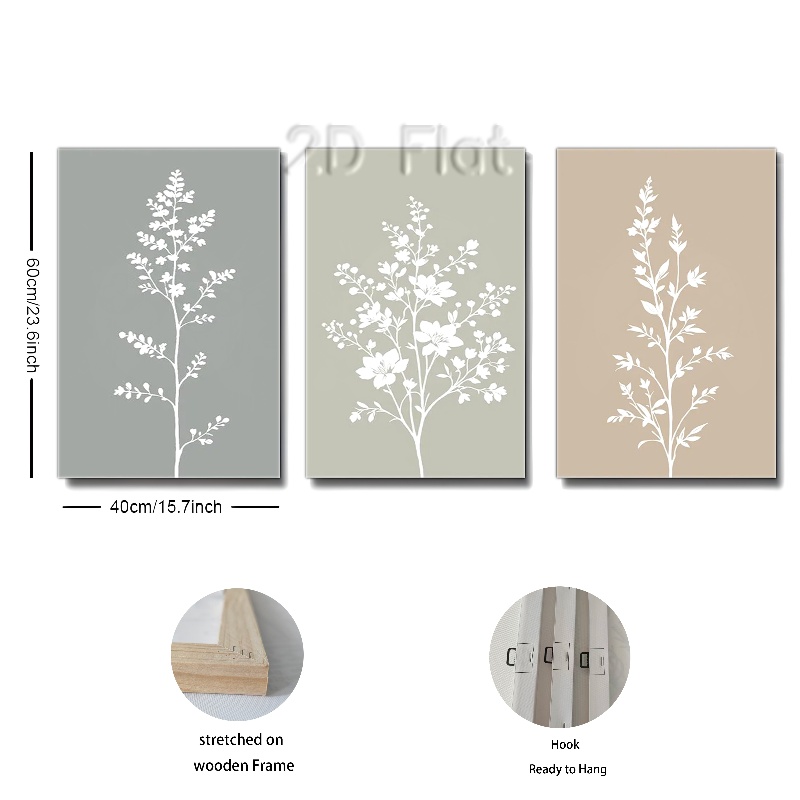 2D Flat
60cm/23.6inch
40cm/15.7inch
stretched on
wooden Frame
Hook
Ready to Hang